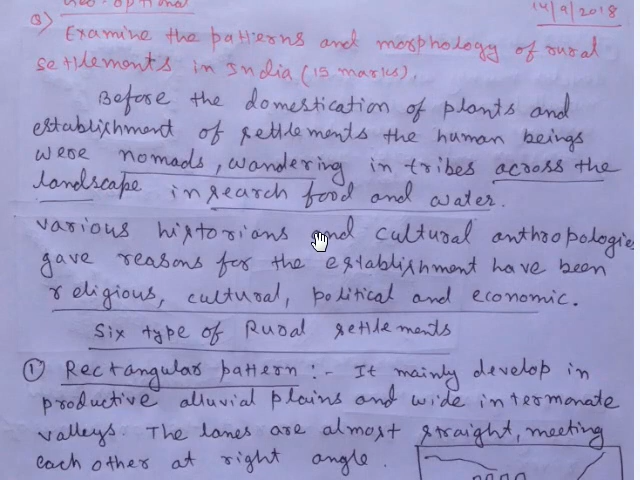 Geo-optional
14/9/2018
Q) Examine the patterns and morphology of rural
settlements in India (15 marks).
Before the domestication of plants and
establishment of settlements the human beings
were nomads, wandering in tribes across the
landscape in search food and water.
various historians and cultural anthropologies
gave reasons for the establishment have been
religious, cultural, political and economic.
Six type of Rural settlements
① Rectangular pattern :- It mainly develop in
productive alluvial plains and wide intermonate
valleys. The lanes are almost straight, meeting
each other at right angle.